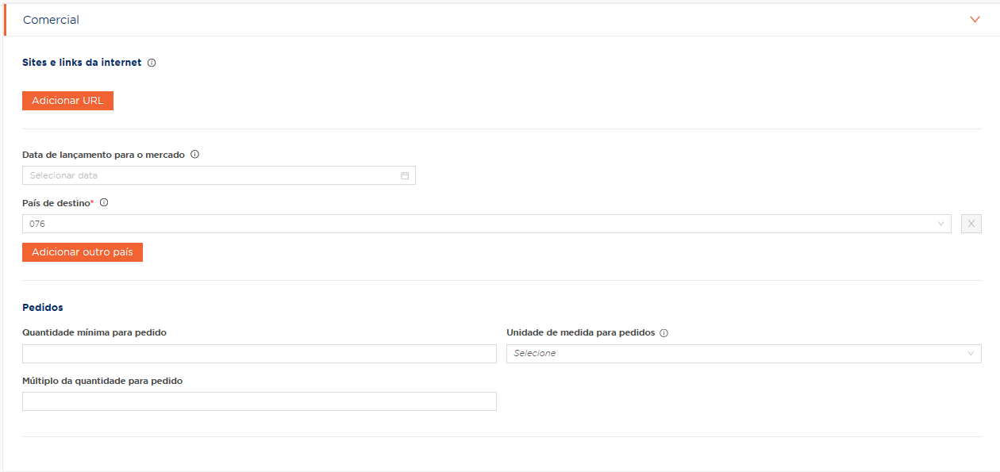 Comercial
Sites e links da internet
Adicionar URL
Data de lançamento para o mercado
Selecionar data
País de destino*
076
Adicionar outro país
Pedidos
Quantidade mínima para pedido
Unidade de medida para pedidos
Selecione
Múltiplo da quantidade para pedido